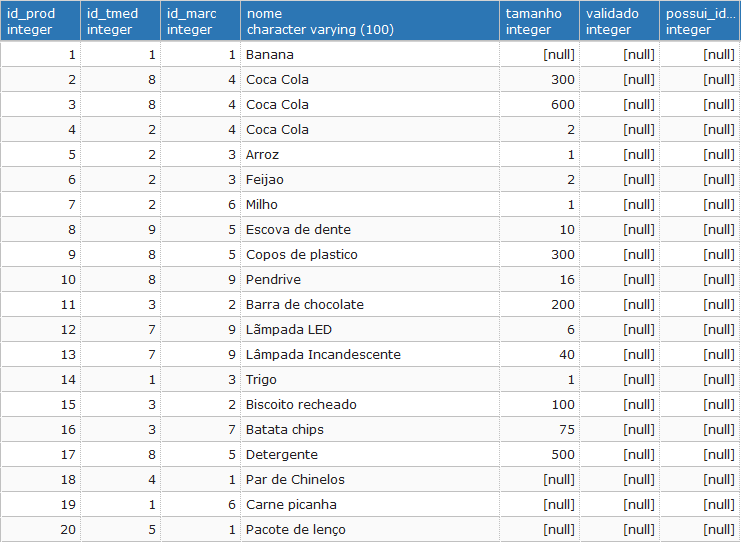 id_prod id_tmed id_marc nome tamanho validado possui_id...
integer integer integer character varying (100) integer integer integer
1 1 1 Banana [null] [null] [null]
2 8 4 Coca Cola 300 [null] [null]
3 8 4 Coca Cola 600 [null] [null]
4 2 4 Coca Cola 2 [null] [null]
5 2 3 Arroz 1 [null] [null]
6 2 3 Feijao 2 [null] [null]
7 2 6 Milho 1 [null] [null]
8 9 5 Escova de dente 10 [null] [null]
9 8 5 Copos de plastico 300 [null] [null]
10 8 9 Pendrive 16 [null] [null]
11 3 2 Barra de chocolate 200 [null] [null]
12 7 9 Lãmpada LED 6 [null] [null]
13 7 9 Lâmpada Incandescente 40 [null] [null]
14 1 3 Trigo 1 [null] [null]
15 3 2 Biscoito recheado 100 [null] [null]
16 3 7 Batata chips 75 [null] [null]
17 8 5 Detergente 500 [null] [null]
18 4 1 Par de Chinelos [null] [null] [null]
19 1 6 Carne picanha [null] [null] [null]
20 5 1 Pacote de lenço [null] [null] [null]